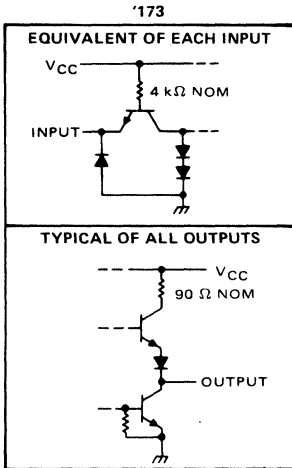 '173
EQUIVALENT OF EACH INPUT
VCC
4 kΩ NOM
INPUT
TYPICAL OF ALL OUTPUTS
VCC
90 Ω NOM
OUTPUT